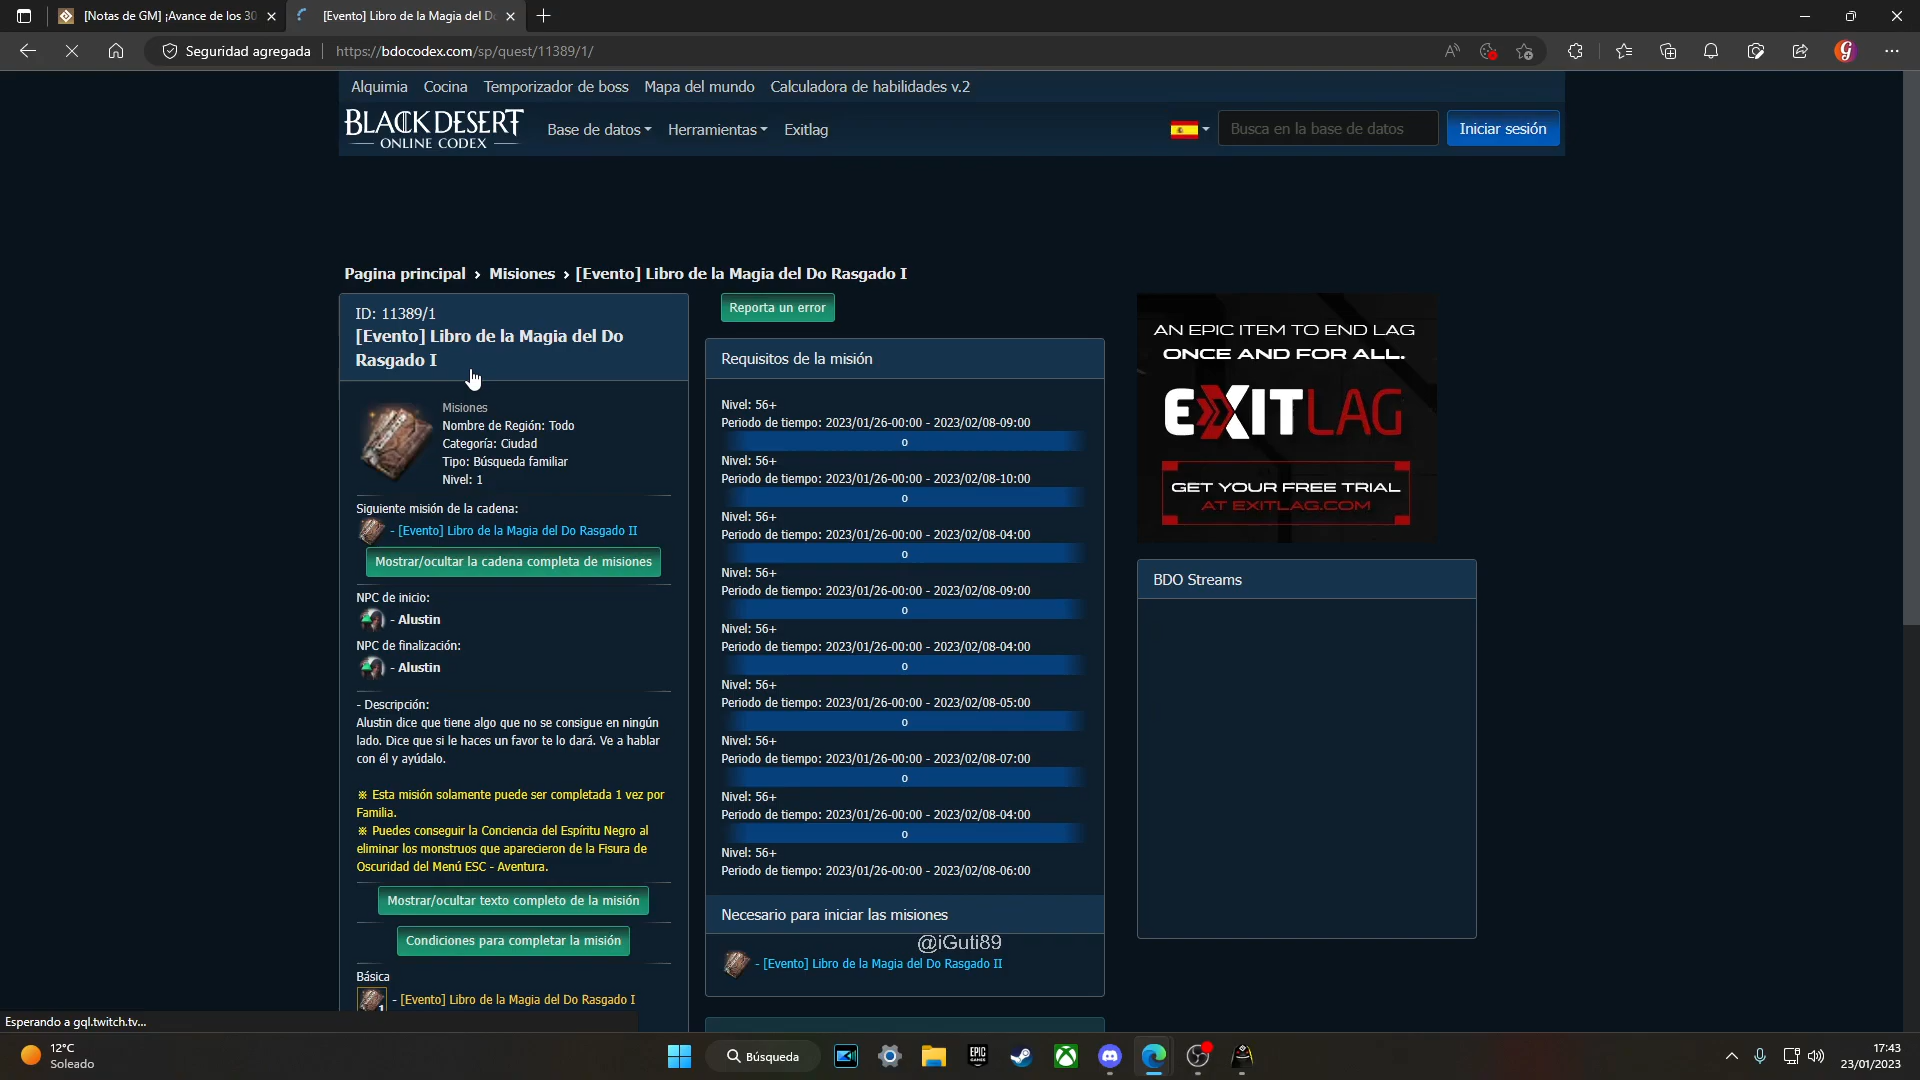 [Notas de GM] ¡Avance de los 30
[Evento] Libro de la Magia del Do
Seguridad agregada
https://bdocodex.com/sp/quest/11389/1/
Alquimia Cocina Temporizador de boss Mapa del mundo Calculadora de habilidades v.2
BLACK DESERT
ONLINE CODEX
Base de datos Herramientas Exitlag
Busca en la base de datos
Iniciar sesión
Pagina principal › Misiones › [Evento] Libro de la Magia del Do Rasgado I
ID: 11389/1
[Evento] Libro de la Magia del Do
Rasgado I
Misiones
Nombre de Región: Todo
Categoría: Ciudad
Tipo: Búsqueda familiar
Nivel: 1
Siguiente misión de la cadena:
- [Evento] Libro de la Magia del Do Rasgado II
Mostrar/ocultar la cadena completa de misiones
NPC de inicio:
- Alustin
NPC de finalización:
- Alustin
- Descripción:
Alustin dice que tiene algo que no se consigue en ningún
lado. Dice que si le haces un favor te lo dará. Ve a hablar
con él y ayúdalo.
※ Esta misión solamente puede ser completada 1 vez por
Familia.
※ Puedes conseguir la Conciencia del Espíritu Negro al
eliminar los monstruos que aparecieron de la Fisura de
Oscuridad del Menú ESC - Aventura.
Mostrar/ocultar texto completo de la misión
Condiciones para completar la misión
Básica
1
- [Evento] Libro de la Magia del Do Rasgado I
Reporta un error
Requisitos de la misión
Nivel: 56+
Periodo de tiempo: 2023/01/26-00:00 - 2023/02/08-09:00
o
Nivel: 56+
Periodo de tiempo: 2023/01/26-00:00 - 2023/02/08-10:00
o
Nivel: 56+
Periodo de tiempo: 2023/01/26-00:00 - 2023/02/08-04:00
o
Nivel: 56+
Periodo de tiempo: 2023/01/26-00:00 - 2023/02/08-09:00
o
Nivel: 56+
Periodo de tiempo: 2023/01/26-00:00 - 2023/02/08-04:00
o
Nivel: 56+
Periodo de tiempo: 2023/01/26-00:00 - 2023/02/08-05:00
o
Nivel: 56+
Periodo de tiempo: 2023/01/26-00:00 - 2023/02/08-07:00
o
Nivel: 56+
Periodo de tiempo: 2023/01/26-00:00 - 2023/02/08-04:00
o
Nivel: 56+
Periodo de tiempo: 2023/01/26-00:00 - 2023/02/08-06:00
Necesario para iniciar las misiones
@iGuti89
- [Evento] Libro de la Magia del Do Rasgado II
AN EPIC ITEM TO END LAG
ONCE AND FOR ALL.
EXITLAG
GET YOUR FREE TRIAL
AT EXITLAG.COM
BDO Streams
Esperando a gql.twitch.tv...
12°C
Soleado
Búsqueda
EPIC
GAMES
17:43
23/01/2023